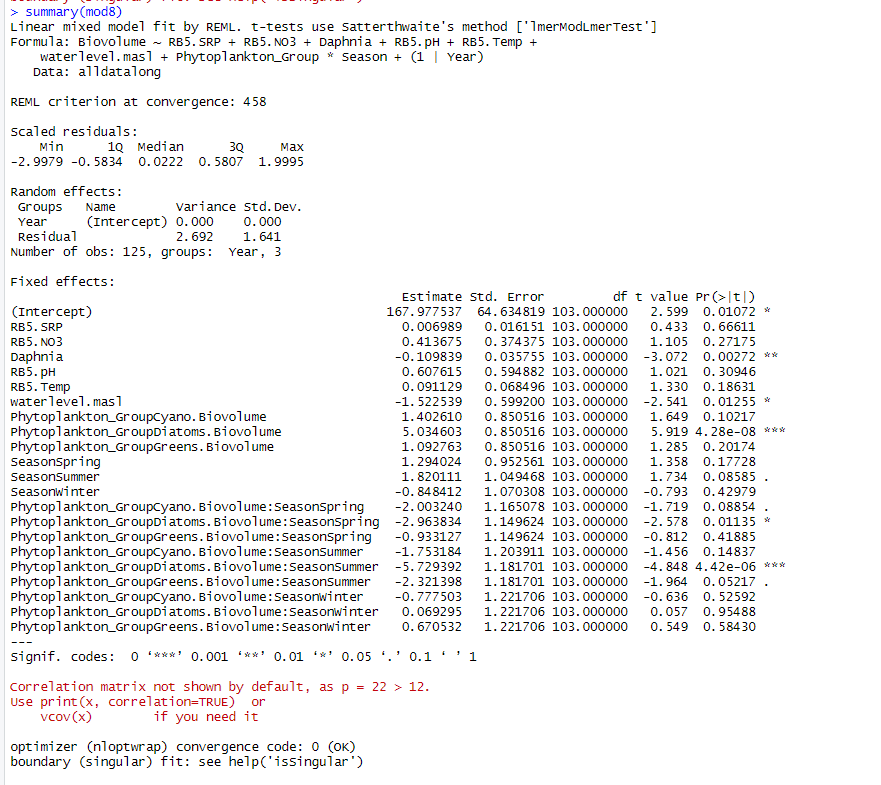 > summary(mod8)
Linear mixed model fit by REML. t-tests use Satterthwaite's method ['lmerModLmerTest']
Formula: Biovolume ~ RB5.SRP + RB5.NO3 + Daphnia + RB5.pH + RB5.Temp +
    waterlevel.masl + Phytoplankton_Group * Season + (1 | Year)
   Data: alldatalong

REML criterion at convergence: 458

Scaled residuals:
    Min      1Q  Median      3Q     Max
-2.9979 -0.5834  0.0222  0.5807  1.9995

Random effects:
 Groups   Name        Variance Std.Dev.
 Year     (Intercept) 0.000    0.000
 Residual             2.692    1.641
Number of obs: 125, groups:  Year, 3

Fixed effects:
                                                  Estimate Std. Error         df t value Pr(>|t|)
(Intercept)                                     167.977537  64.634819 103.000000   2.599  0.01072 *
RB5.SRP                                           0.006989   0.016151 103.000000   0.433  0.66611
RB5.NO3                                           0.413675   0.374375 103.000000   1.105  0.27175
Daphnia                                          -0.109839   0.035755 103.000000  -3.072  0.00272 **
RB5.pH                                            0.607615   0.594882 103.000000   1.021  0.30946
RB5.Temp                                          0.091129   0.068496 103.000000   1.330  0.18631
waterlevel.masl                                  -1.522539   0.599200 103.000000  -2.541  0.01255 *
Phytoplankton_GroupCyano.Biovolume                1.402610   0.850516 103.000000   1.649  0.10217
Phytoplankton_GroupDiatoms.Biovolume              5.034603   0.850516 103.000000   5.919 4.28e-08 ***
Phytoplankton_GroupGreens.Biovolume               1.092763   0.850516 103.000000   1.285  0.20174
SeasonSpring                                      1.294024   0.952561 103.000000   1.358  0.17728
SeasonSummer                                      1.820111   1.049468 103.000000   1.734  0.08585 .
SeasonWinter                                     -0.848412   1.070308 103.000000  -0.793  0.42979
Phytoplankton_GroupCyano.Biovolume:SeasonSpring  -2.003240   1.165078 103.000000  -1.719  0.08854 .
Phytoplankton_GroupDiatoms.Biovolume:SeasonSpring -2.963834   1.149624 103.000000  -2.578  0.01135 *
Phytoplankton_GroupGreens.Biovolume:SeasonSpring -0.933127   1.149624 103.000000  -0.812  0.41885
Phytoplankton_GroupCyano.Biovolume:SeasonSummer  -1.753184   1.203911 103.000000  -1.456  0.14837
Phytoplankton_GroupDiatoms.Biovolume:SeasonSummer -5.729392   1.181701 103.000000  -4.848 4.42e-06 ***
Phytoplankton_GroupGreens.Biovolume:SeasonSummer -2.321398   1.181701 103.000000  -1.964  0.05217 .
Phytoplankton_GroupCyano.Biovolume:SeasonWinter  -0.777503   1.221706 103.000000  -0.636  0.52592
Phytoplankton_GroupDiatoms.Biovolume:SeasonWinter  0.069295   1.221706 103.000000   0.057  0.95488
Phytoplankton_GroupGreens.Biovolume:SeasonWinter  0.670532   1.221706 103.000000   0.549  0.58430
---
Signif. codes:  0 ‘***’ 0.001 ‘**’ 0.01 ‘*’ 0.05 ‘.’ 0.1 ‘ ’ 1

Correlation matrix not shown by default, as p = 22 > 12.
Use print(x, correlation=TRUE)  or
    vcov(x)        if you need it

optimizer (nloptwrap) convergence code: 0 (OK)
boundary (singular) fit: see help('isSingular')